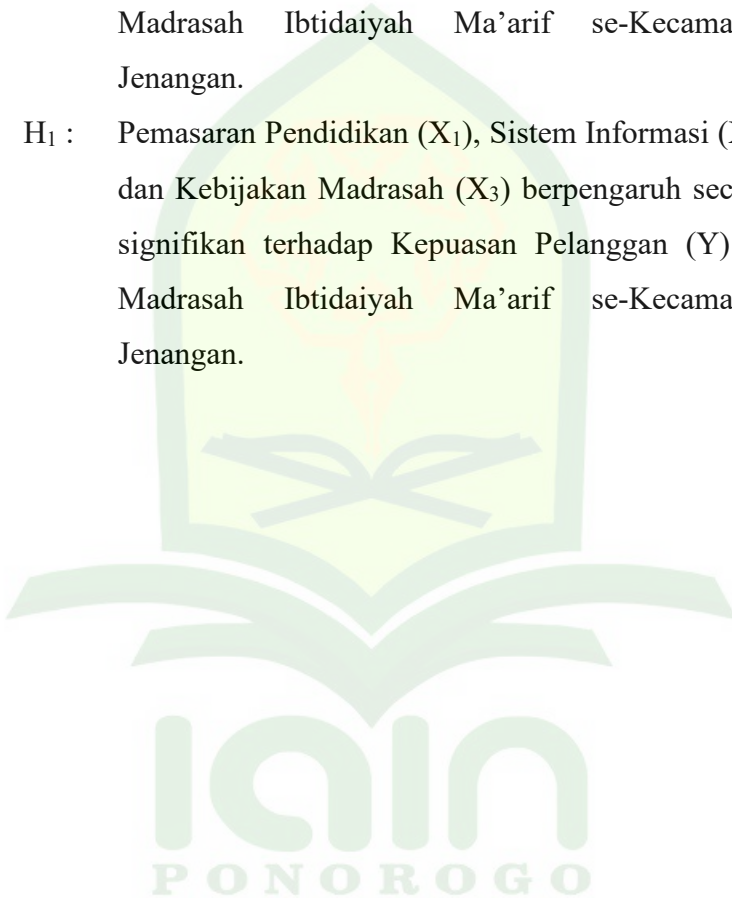 Madrasah Ibtidaiyah Ma’arif se-Kecama
Jenangan.
H₁ : Pemasaran Pendidikan (X₁), Sistem Informasi (
dan Kebijakan Madrasah (X₃) berpengaruh sec
signifikan terhadap Kepuasan Pelanggan (Y)
Madrasah Ibtidaiyah Ma’arif se-Kecama
Jenangan.
iain
PONOROGO